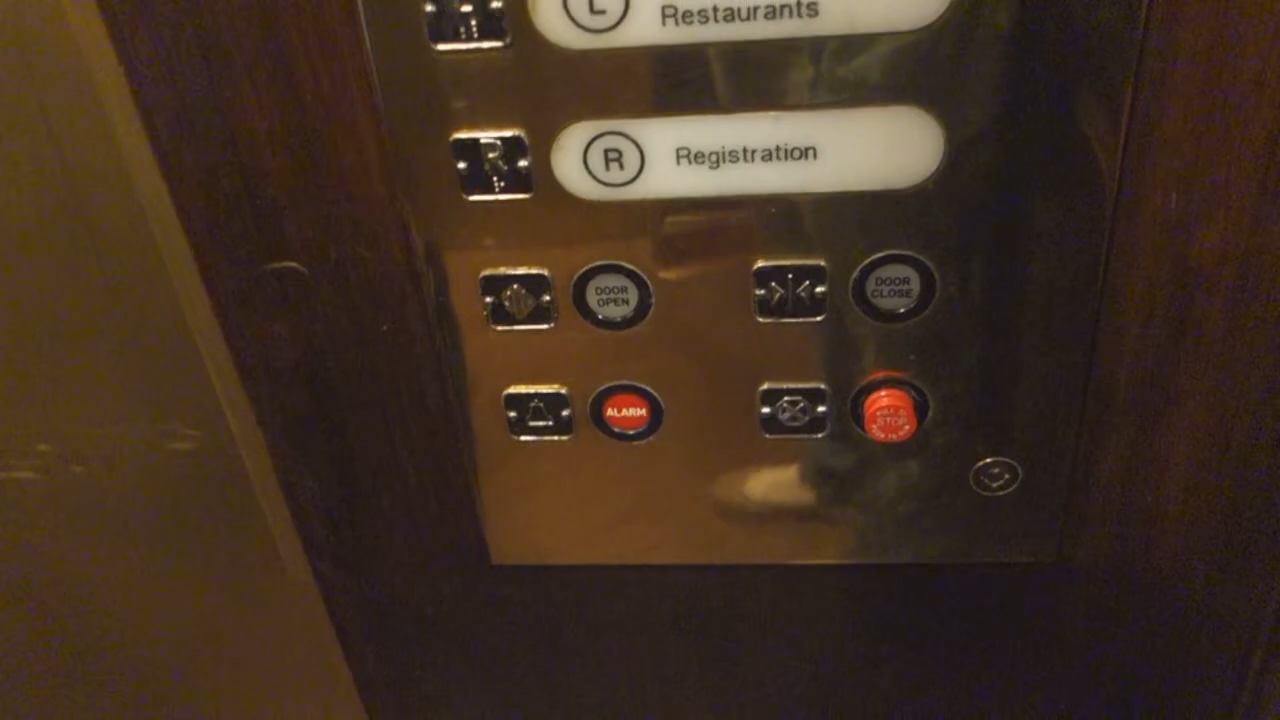 L
Restaurants
R
R
Registration
DOOR
OPEN
DOOR
CLOSE
ALARM
STOP